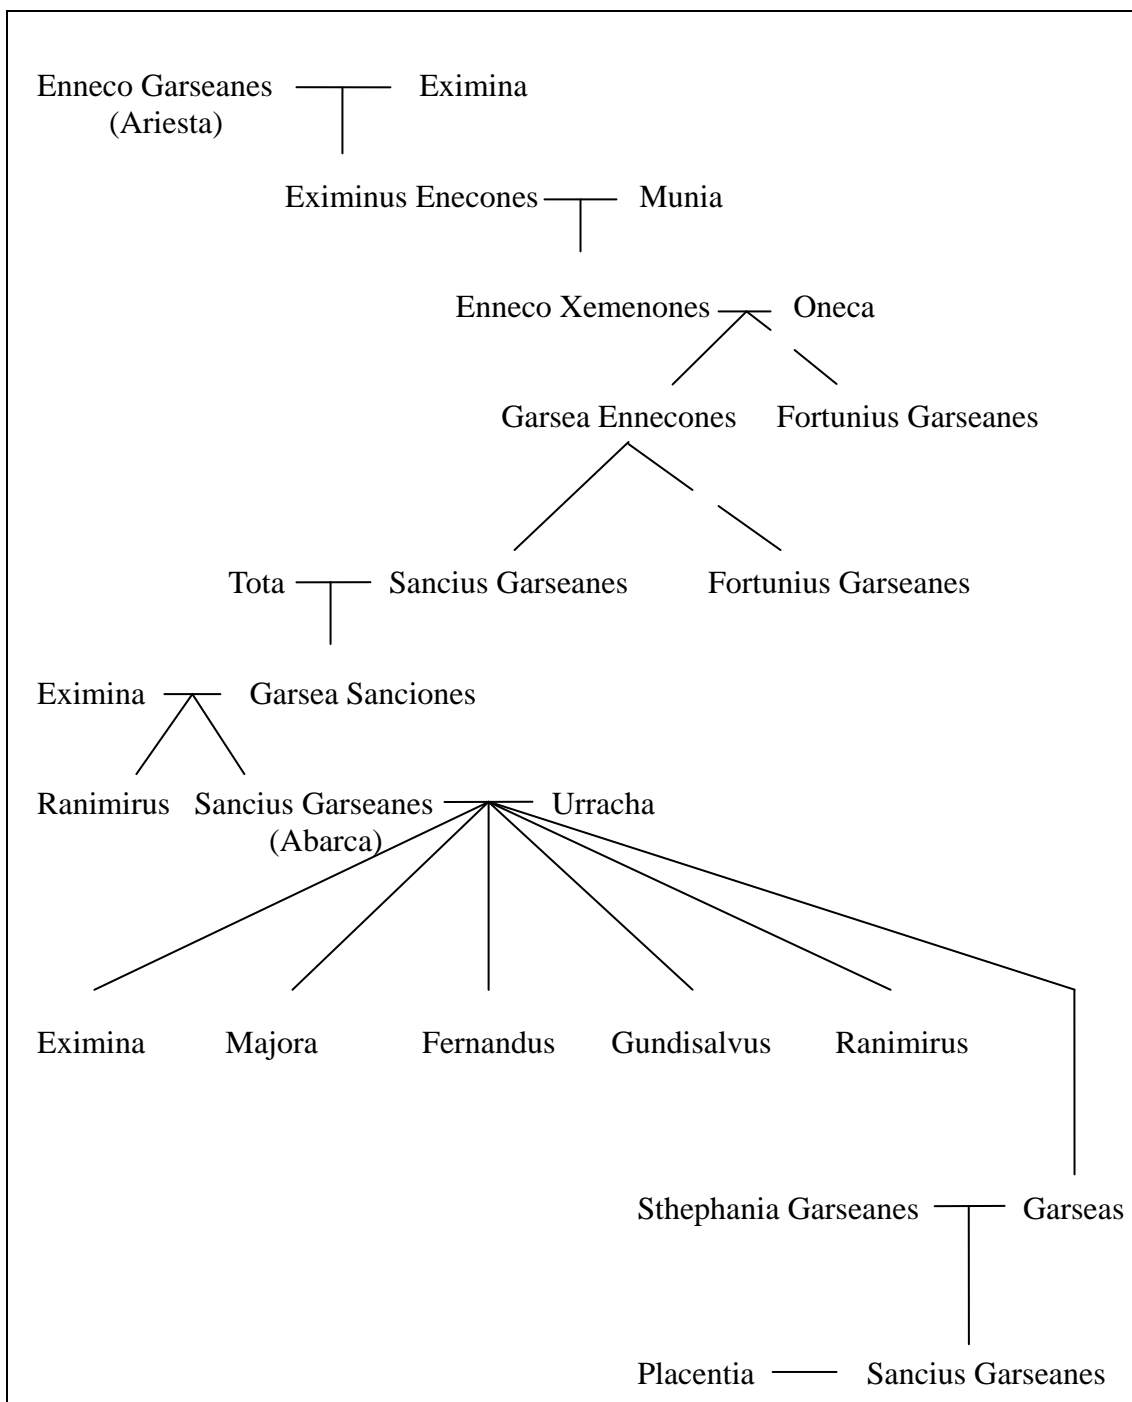 Enneco Garseanes Eximina
(Ariesta)
Eximinus Enecones Munia
Enneco Xemenones Oneca
Garsea Ennecones Fortunius Garseanes
Tota Sancius Garseanes Fortunius Garseanes
Eximina Garsea Sanciones
Ranimirus Sancius Garseanes Urracha
(Abarca)
Eximina Majora Fernandus Gundisalvus Ranimirus
Sthephania Garseanes Garseas
Placentia Sancius Garseanes